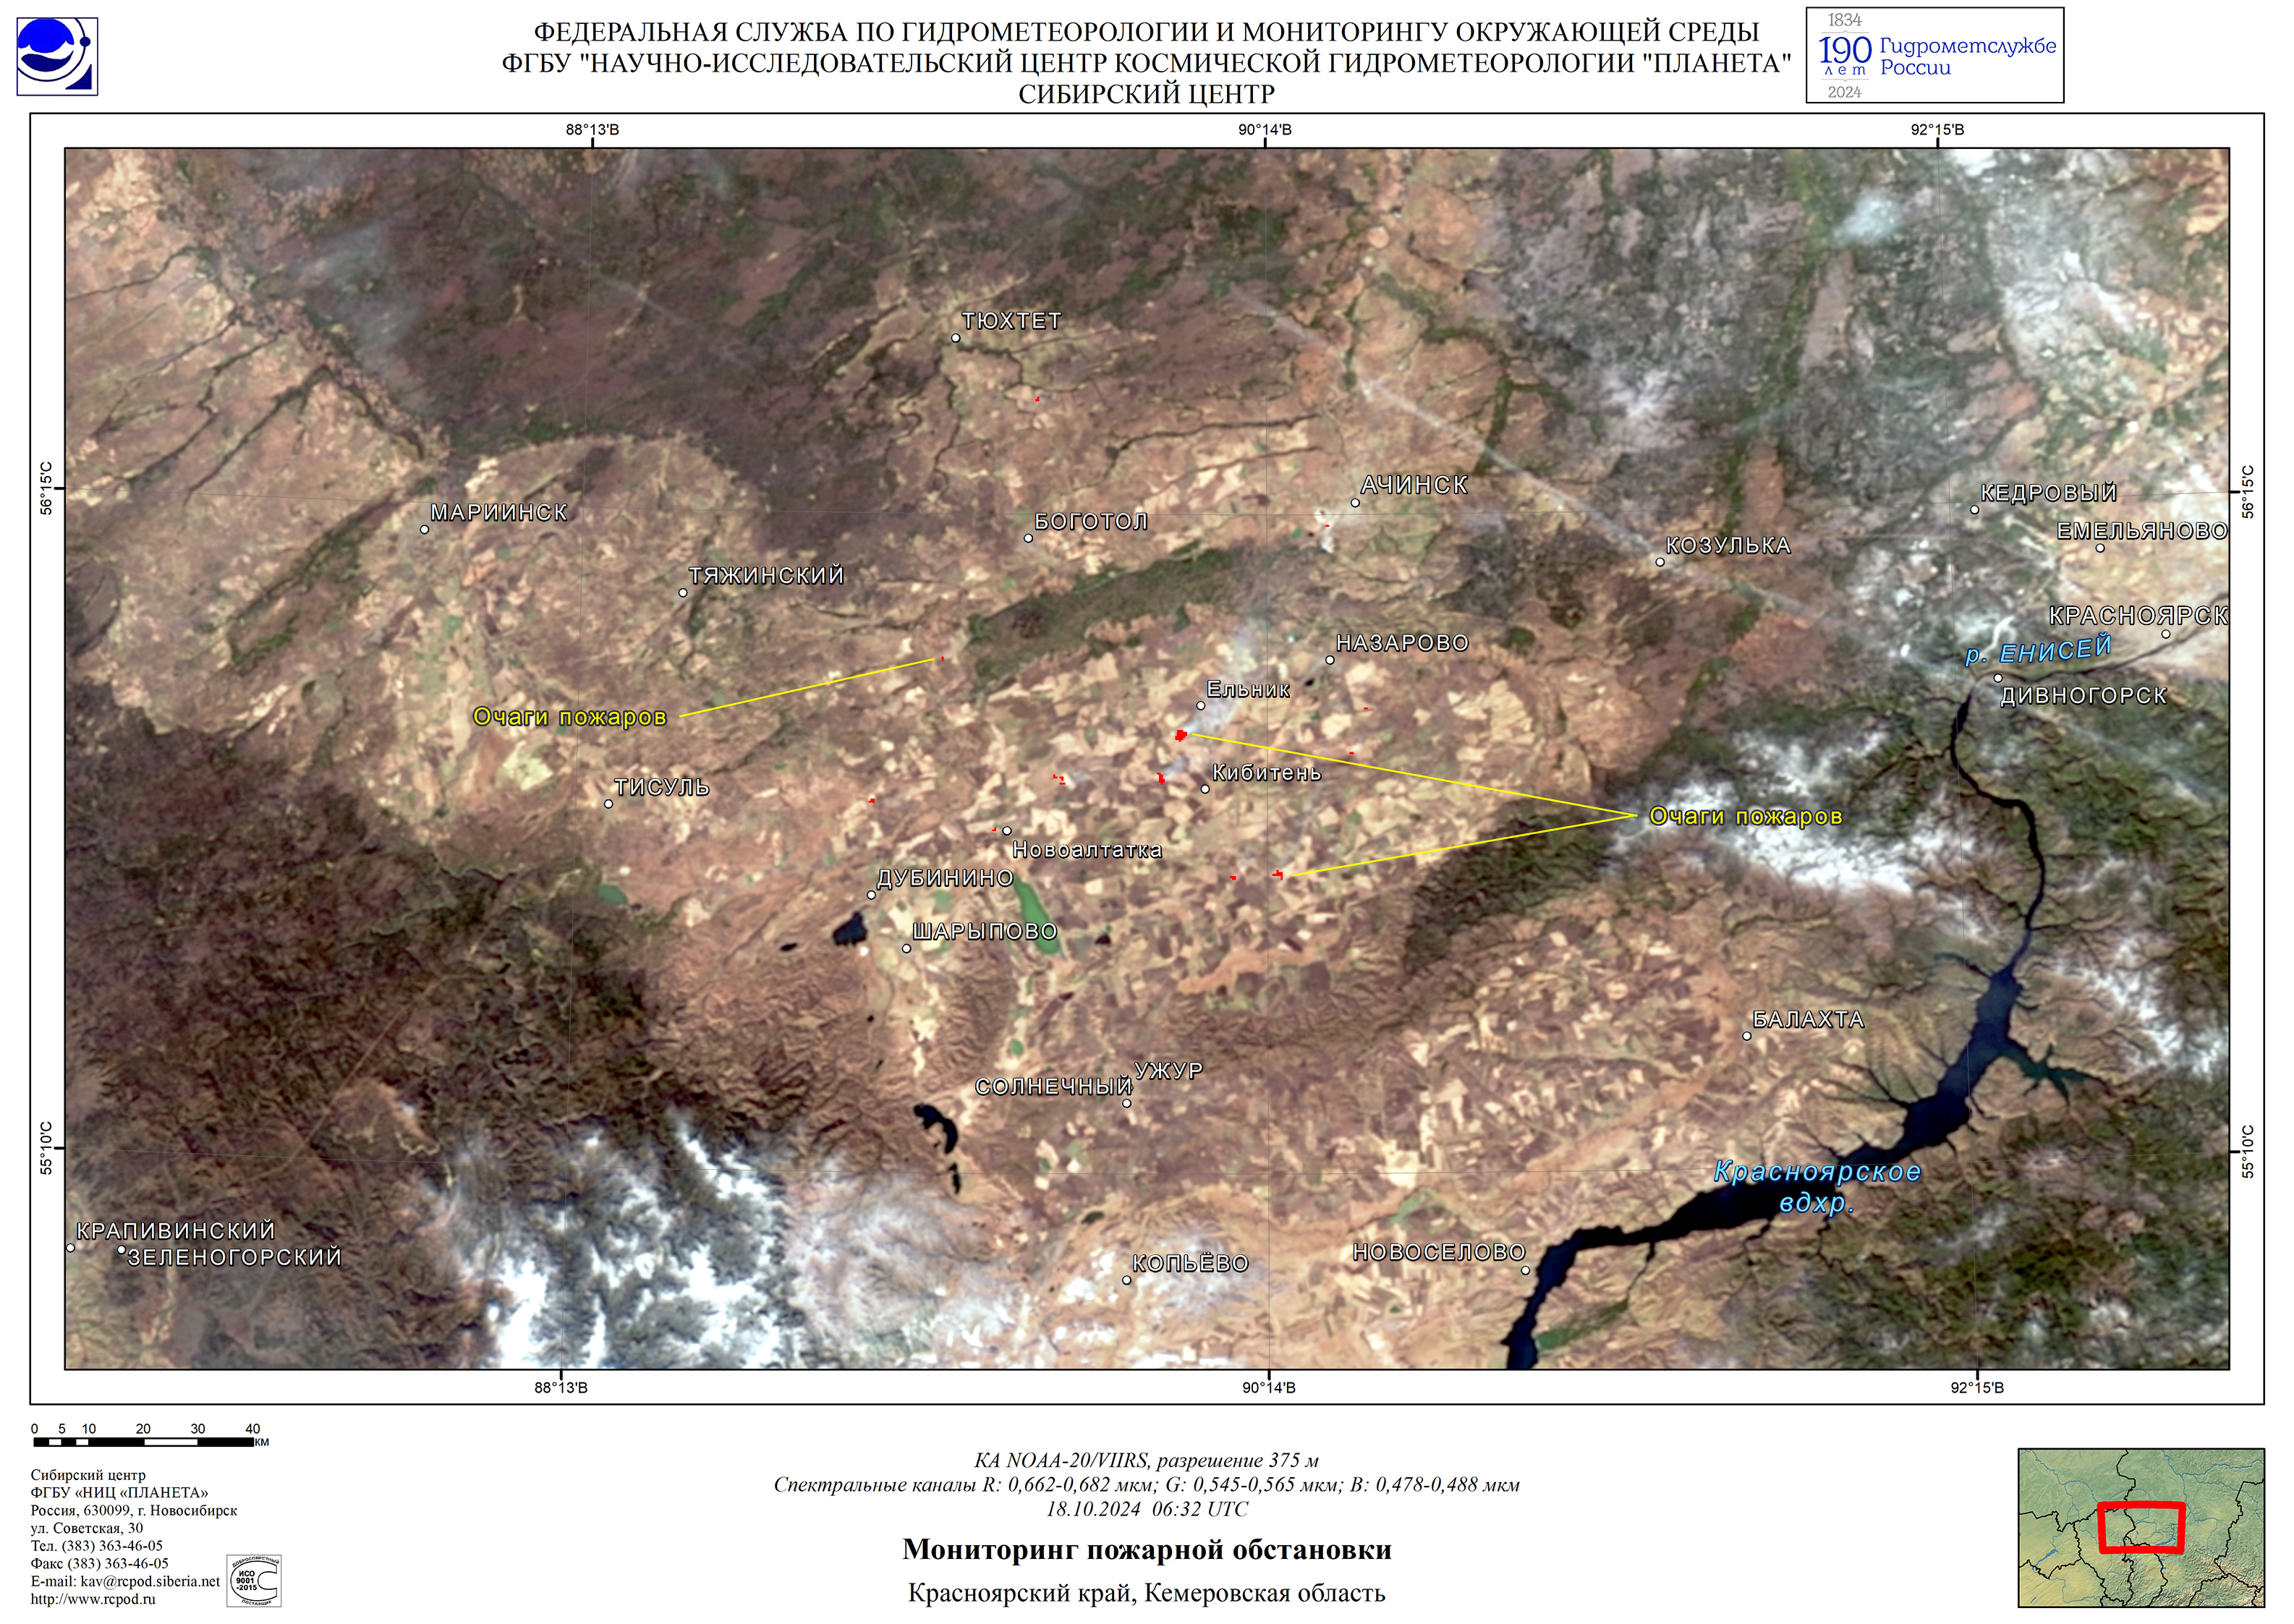 ФЕДЕРАЛЬНАЯ СЛУЖБА ПО ГИДРОМЕТЕОРОЛОГИИ И МОНИТОРИНГУ ОКРУЖАЮЩЕЙ СРЕДЫ
ФГБУ "НАУЧНО-ИССЛЕДОВАТЕЛЬСКИЙ ЦЕНТР КОСМИЧЕСКОЙ ГИДРОМЕТЕОРОЛОГИИ "ПЛАНЕТА"
СИБИРСКИЙ ЦЕНТР
1834
190 лет
Гидрометслужбе
России
2024
88°13'В
90°14'В
92°15'В
56°15'С
56°15'С
ТЮХТЕТ
АЧИНСК
КЕДРОВЫЙ
МАРИИНСК
БОГОТОЛ
ЕМЕЛЬЯНОВО
КОЗУЛЬКА
ТЯЖИНСКИЙ
КРАСНОЯРСК
НАЗАРОВО
р. ЕНИСЕЙ
Ельник
ДИВНОГОРСК
Очаги пожаров
Кибитень
ТИСУЛЬ
Очаги пожаров
Новоалтатка
ДУБИНИНО
ШАРЫПОВО
БАЛАХТА
УЖУР
СОЛНЕЧНЫЙ
55°10'С
55°10'С
Красноярское
вдхр.
КРАПИВИНСКИЙ
ЗЕЛЕНОГОРСКИЙ
НОВОСЕЛОВО
КОПЬЁВО
88°13'В
90°14'В
92°15'В
0 5 10 20 30 40
КМ
КА NOAA-20/VIIRS, разрешение 375 м
Спектральные каналы R: 0,662-0,682 мкм; G: 0,545-0,565 мкм; B: 0,478-0,488 мкм
18.10.2024 06:32 UTC
Мониторинг пожарной обстановки
Красноярский край, Кемеровская область
Сибирский центр
ФГБУ «НИЦ «ПЛАНЕТА»
Россия, 630099, г. Новосибирск
ул. Советская, 30
Тел. (383) 363-46-05
Факс (383) 363-46-05
E-mail: kav@rcpod.siberia.net
http://www.rcpod.ru
ДОБРОСОВЕСТНЫЙ
ИСО
9001
-2015
ПОСТАВЩИК